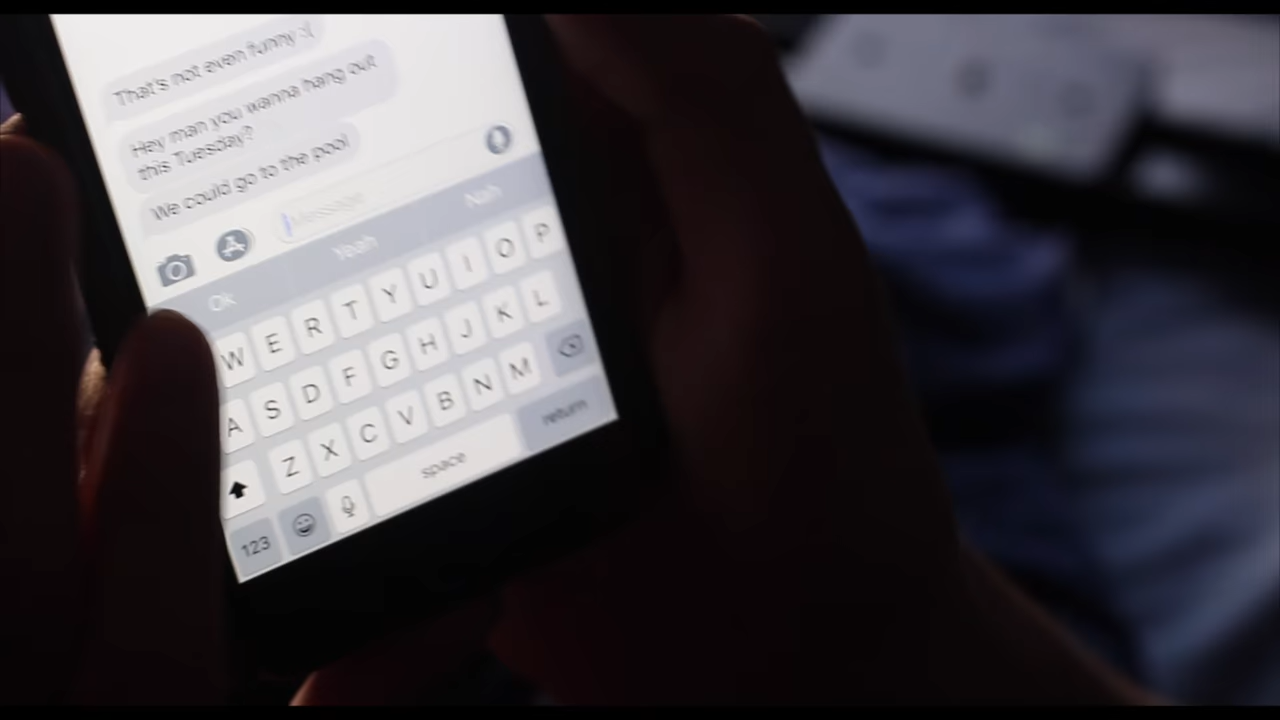 That's not even funny :(
Hey man you wanna hang out
this Tuesday?
We could go to the pool
iMessage
Ok Yeah Nah
W E R T Y U I O P
A S D F G H J K L
Z X C V B N M
123 space return